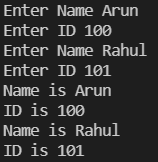 Enter Name Arun
Enter ID 100
Enter Name Rahul
Enter ID 101
Name is Arun
ID is 100
Name is Rahul
ID is 101